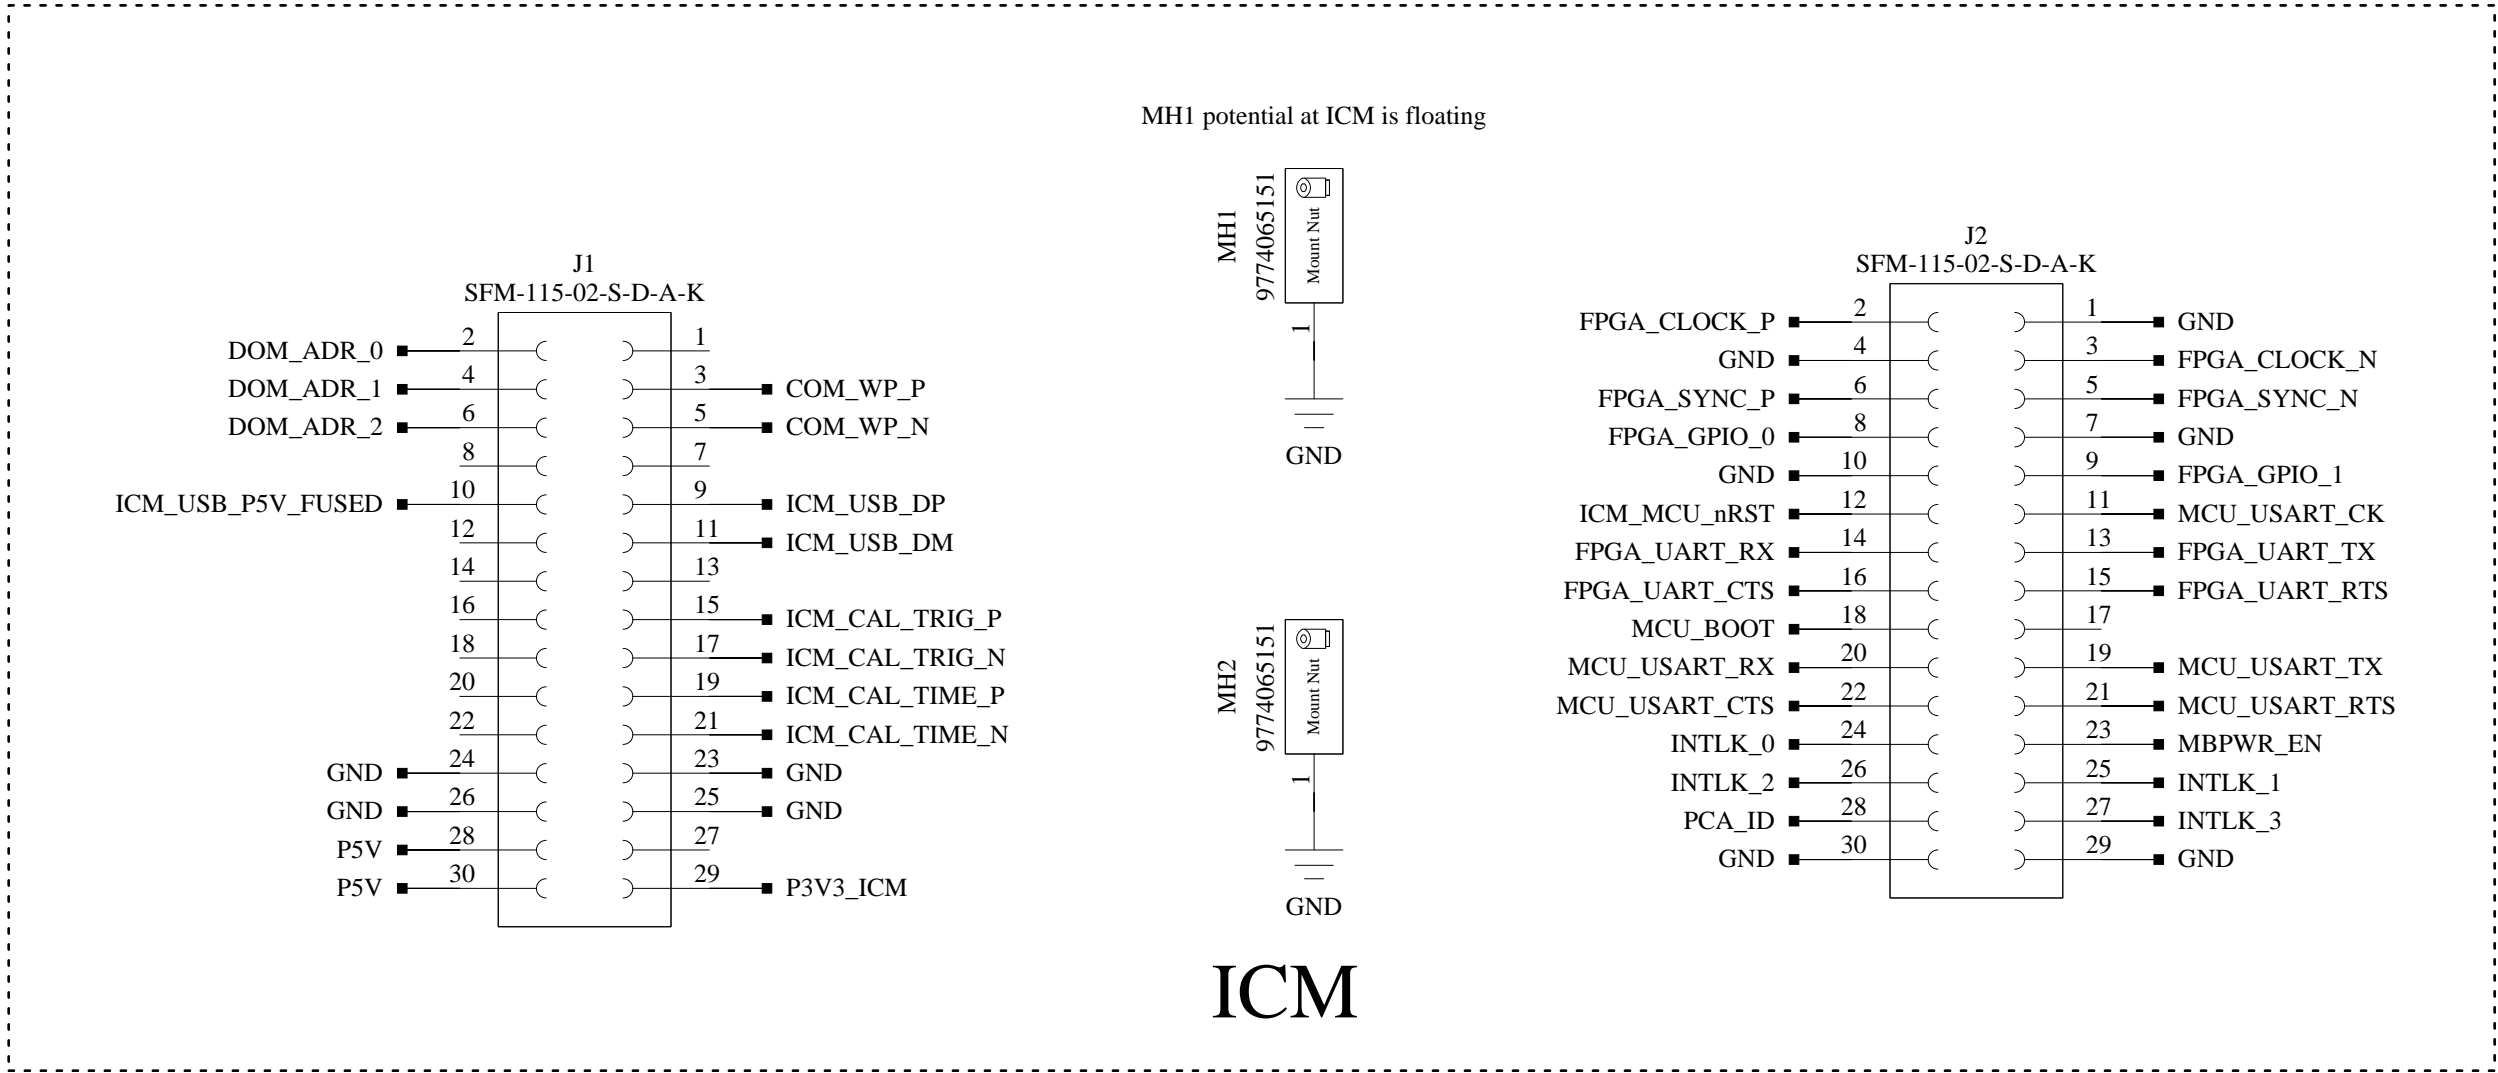 MH1 potential at ICM is floating
J1
SFM-115-02-S-D-A-K
DOM_ADR_0 2 1
DOM_ADR_1 4 3 COM_WP_P
DOM_ADR_2 6 5 COM_WP_N
8 7
ICM_USB_P5V_FUSED 10 9 ICM_USB_DP
12 11 ICM_USB_DM
14 13
16 15 ICM_CAL_TRIG_P
18 17 ICM_CAL_TRIG_N
20 19 ICM_CAL_TIME_P
22 21 ICM_CAL_TIME_N
GND 24 23 GND
GND 26 25 GND
P5V 28 27
P5V 30 29 P3V3_ICM
MH1
9774065151
Mount Nut
1
GND
MH2
9774065151
Mount Nut
1
GND
J2
SFM-115-02-S-D-A-K
FPGA_CLOCK_P 2 1 GND
GND 4 3 FPGA_CLOCK_N
FPGA_SYNC_P 6 5 FPGA_SYNC_N
FPGA_GPIO_0 8 7 GND
GND 10 9 FPGA_GPIO_1
ICM_MCU_nRST 12 11 MCU_USART_CK
FPGA_UART_RX 14 13 FPGA_UART_TX
FPGA_UART_CTS 16 15 FPGA_UART_RTS
MCU_BOOT 18 17
MCU_USART_RX 20 19 MCU_USART_TX
MCU_USART_CTS 22 21 MCU_USART_RTS
INTLK_0 24 23 MBPWR_EN
INTLK_2 26 25 INTLK_1
PCA_ID 28 27 INTLK_3
GND 30 29 GND
ICM